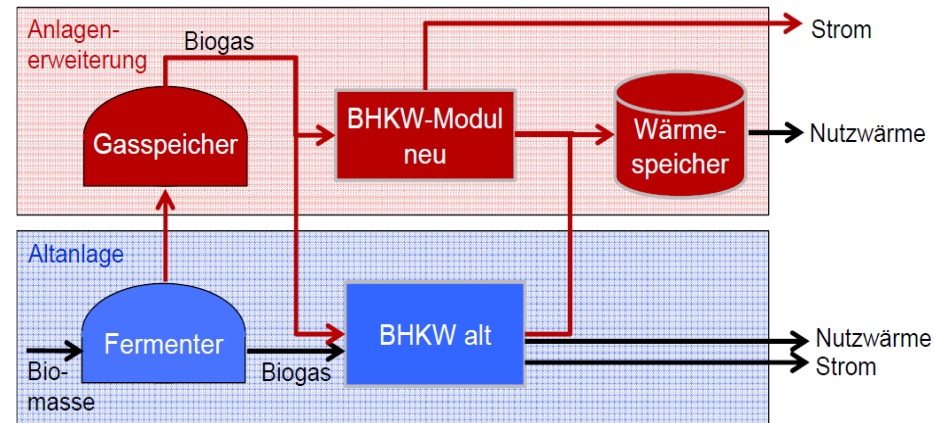 Anlagen-
erweiterung
Biogas
Strom
Gasspeicher
BHKW-Modul
neu
Wärme-
speicher
Nutzwärme
Altanlage
Fermenter
BHKW alt
Nutzwärme
Strom
Bio-
masse
Biogas